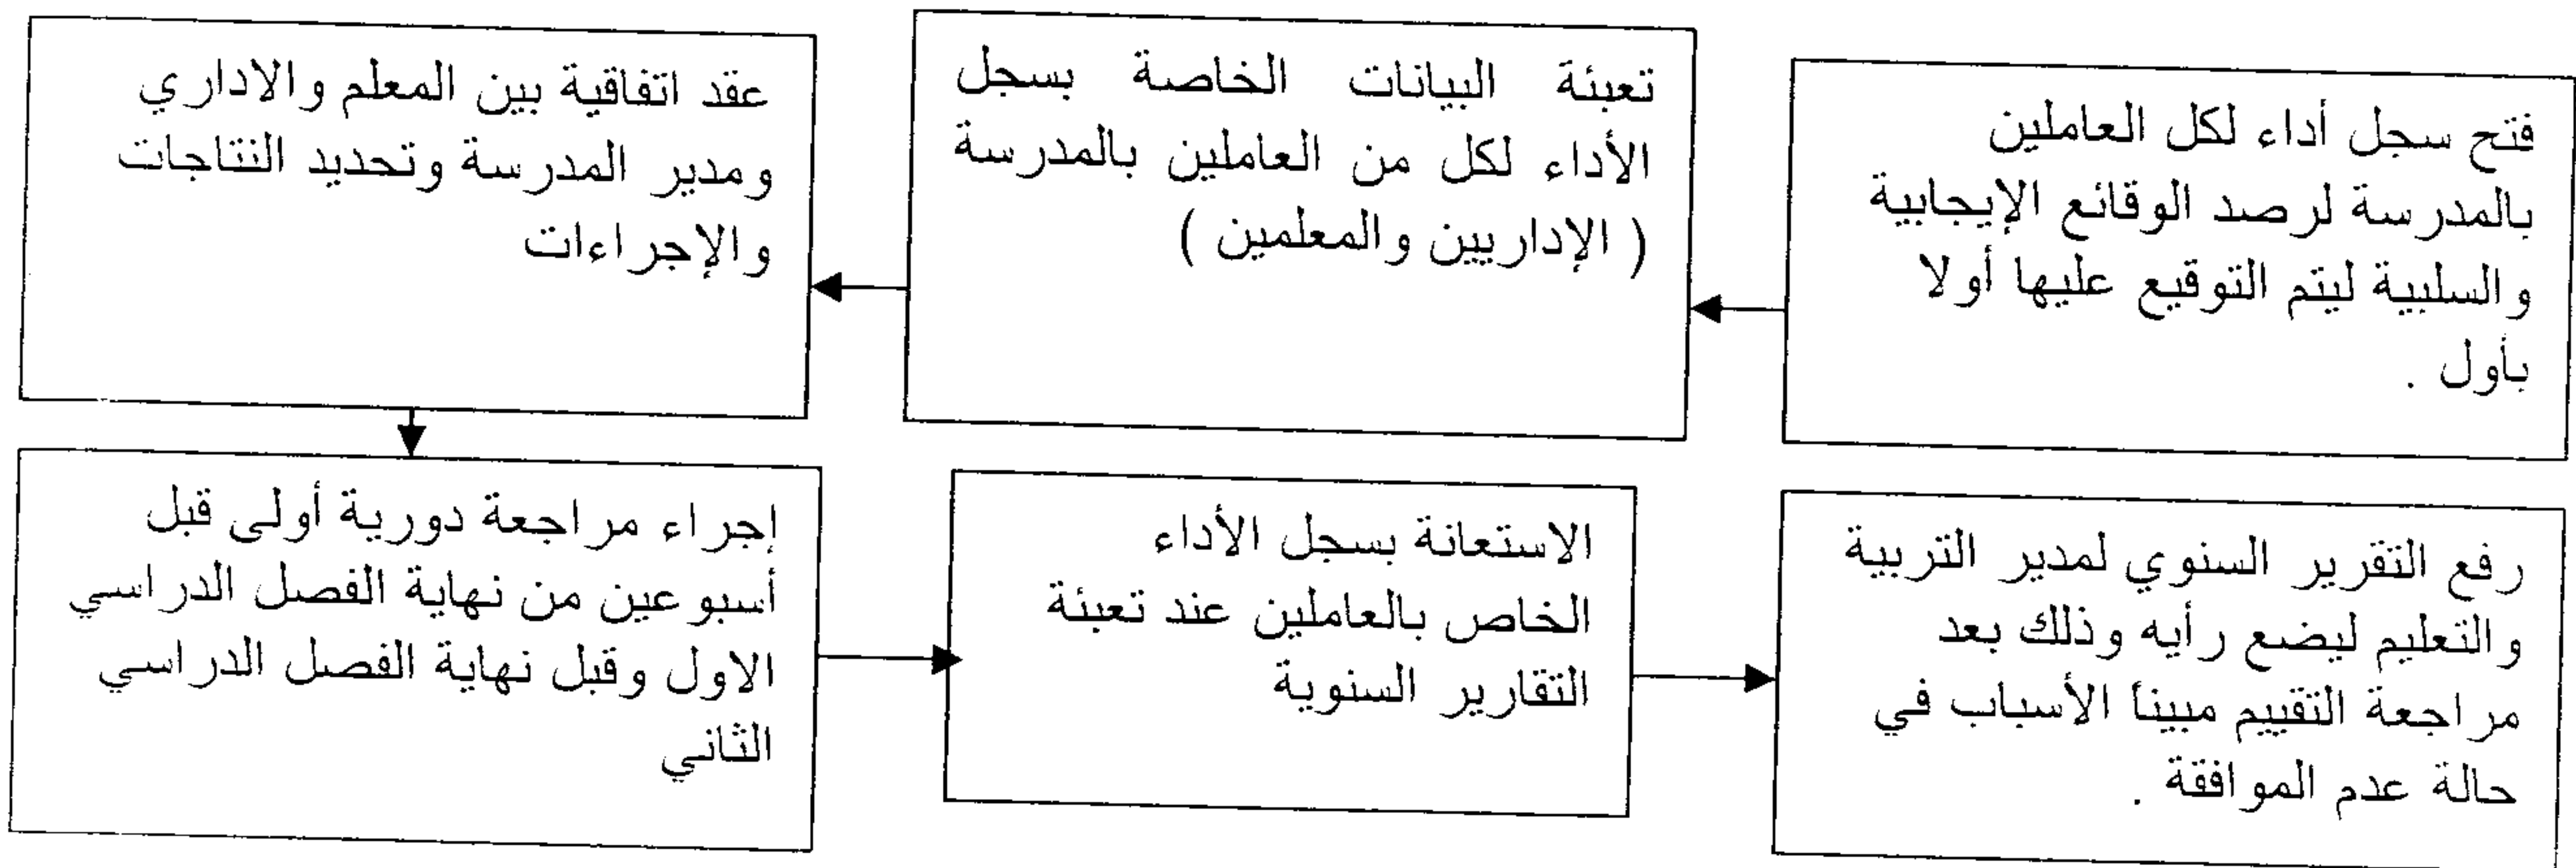 فتح سجل أداء لكل العاملين
بالمدرسة لرصد الوقائع الإيجابية
والسلبية ليتم التوقيع عليها أولا
بأول .
تعبئة البيانات الخاصة بسجل
الأداء لكل من العاملين بالمدرسة
( الإداريين والمعلمين )
عقد اتفاقية بين المعلم والاداري
ومدير المدرسة وتحديد النتاجات
والإجراءات
إجراء مراجعة دورية أولى قبل
أسبوعين من نهاية الفصل الدراسي
الاول وقبل نهاية الفصل الدراسي
الثاني
الاستعانة بسجل الأداء
الخاص بالعاملين عند تعبئة
التقارير السنوية
رفع التقرير السنوي لمدير التربية
والتعليم ليضع رأيه وذلك بعد
مراجعة التقييم مبيناً الأسباب في
حالة عدم الموافقة .